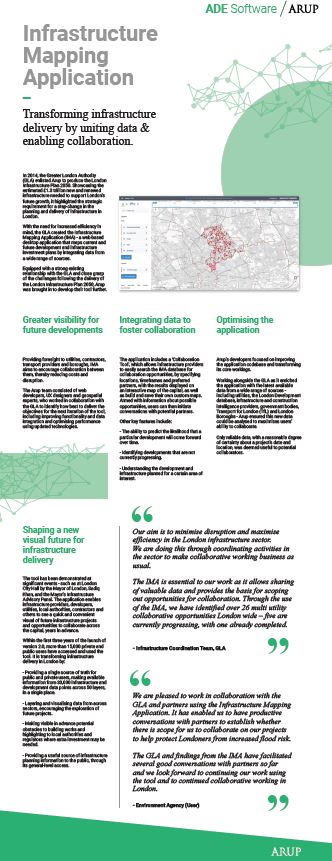 ADE Software / ARUP
Infrastructure
Mapping
Application
Transforming infrastructure
delivery by uniting data &
enabling collaboration.
In 2014, the Greater London Authority
(GLA) enlisted Arup to produce the London
Infrastructure Plan 2050. Showcasing the
estimated £1.3 trillion new and renewed
infrastructure needed to support London's
future growth, it highlighted the strategic
requirement for a step change in the
planning and delivery of infrastructure in
London.
With the need for increased efficiency in
mind, the GLA created the Infrastructure
Mapping Application (IMA) - a web-based
desktop application that maps current and
future development and infrastructure
investment plans by integrating data from
a wide range of sources.
Equipped with a strong existing
relationship with the GLA and close grasp
of the challenges following the delivery of
the London Infrastructure Plan 2050, Arup
was brought in to develop their tool further.
Greater visibility for
future developments
Providing foresight to utilities, contractors,
transport providers and boroughs, IMA
aims to encourage collaboration between
them, thereby reducing costs and
disruption.
The Arup team consisted of web
developers, UX designers and geospatial
experts, who worked in collaboration with
the GLA to identify how best to deliver the
objectives for the next iteration of the tool,
including improving functionality and data
integration and optimising performance
using updated technologies.
Integrating data to
foster collaboration
The application includes a 'Collaboration
Tool', which allows infrastructure providers
to easily search the IMA database for
collaboration opportunities, by specifying
locations, timeframes and preferred
partners, with the results displayed on
an interactive map of the capital, as well
as build and save their own custom maps.
Armed with information about possible
opportunities, users can then initiate
conversations with potential partners.
Other key features include:
- The ability to predict the likelihood that a
particular development will come forward
over time.
- Identifying developments that are not
currently progressing.
- Understanding the development and
infrastructure planned for a certain area of
interest.
Optimising the
application
Arup's developers focused on improving
the application codebase and transforming
its core workings.
Working alongside the GLA as it enriched
the application with the latest available
data from a wide range of sources -
including utilities, the London Development
database, infrastructure and construction
intelligence providers, government bodies,
Transport for London (TfL) and London
Boroughs - Arup ensured this new data
could be analysed to maximises users'
ability to collaborate.
Only reliable data, with a reasonable degree
of certainty about a project's date and
location, was deemed useful to potential
collaborators.
Shaping a new
visual future for
infrastructure
delivery
The tool has been demonstrated at
significant events - such as at London
City Hall by the Mayor of London, Sadiq
Khan, and the Mayor's Infrastructure
Advisory Panel. The application enables
infrastructure providers, developers,
utilities, local authorities, contractors and
others to see a quick and convenient
visual of future infrastructure projects
and opportunities to collaborate across
the capital, years in advance.
Within the first three years of the launch of
version 2.0, more than 13,000 private and
public users have accessed and used the
tool. It is transforming infrastructure
delivery in London by:
- Providing a single source of truth for
public and private users, making available
information from 20,000 infrastructure and
development data points across 50 layers,
in a single place.
- Layering and visualising data from across
sectors, encouraging the exploration of
future projects.
- Making visible in advance potential
obstacles to building works and
highlighting to local authorities and
regulators where extra investment may be
needed.
- Providing a useful source of infrastructure
planning information to the public, through
its general-level access.
“
Our aim is to minimise disruption and maximise
efficiency in the London infrastructure sector.
We are doing this through coordinating activities in
the sector to make collaborative working business as
usual.
The IMA is essential to our work as it allows sharing
of valuable data and provides the basis for scoping
out opportunities for collaboration. Through the use
of the IMA, we have identified over 26 multi utility
collaborative opportunities London wide – five are
currently progressing, with one already completed.
”
- Infrastructure Coordination Team, GLA
“
We are pleased to work in collaboration with the
GLA and partners using the Infrastructure Mapping
Application. It has enabled us to have productive
conversations with partners to establish whether
there is scope for us to collaborate on our projects
to help protect Londoners from increased flood risk.
The GLA and findings from the IMA have facilitated
several good conversations with partners so far
and we look forward to continuing our work using
the tool and to continued collaborative working in
London.
”
- Environment Agency (User)
ARUP